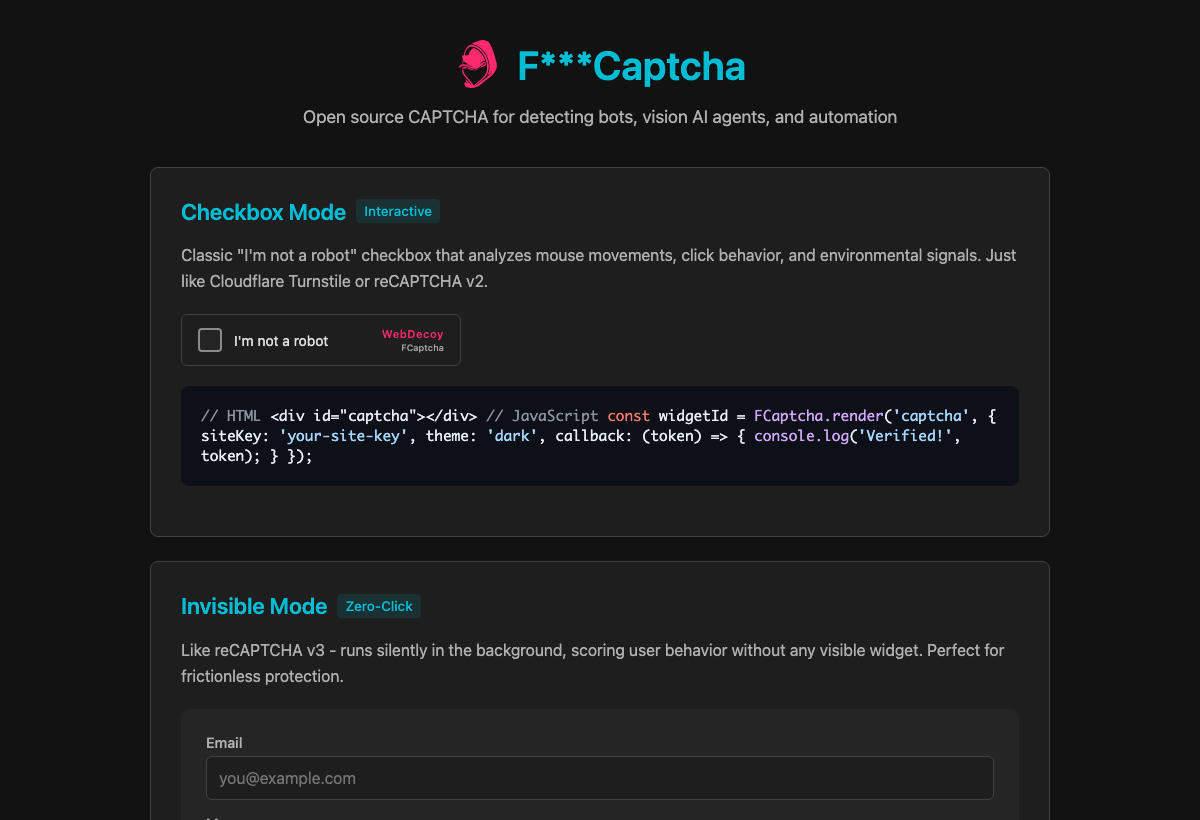 F***Captcha
Open source CAPTCHA for detecting bots, vision AI agents, and automation
Checkbox Mode
Interactive
Classic "I'm not a robot" checkbox that analyzes mouse movements, click behavior, and environmental signals. Just
like Cloudflare Turnstile or reCAPTCHA v2.
I'm not a robot
WebDecoy
FCaptcha
// HTML <div id="captcha"></div> // JavaScript const widgetId = FCaptcha.render('captcha', {
siteKey: 'your-site-key', theme: 'dark', callback: (token) => { console.log('Verified!',
token); } });
Invisible Mode
Zero-Click
Like reCAPTCHA v3 - runs silently in the background, scoring user behavior without any visible widget. Perfect for
frictionless protection.
Email
you@example.com